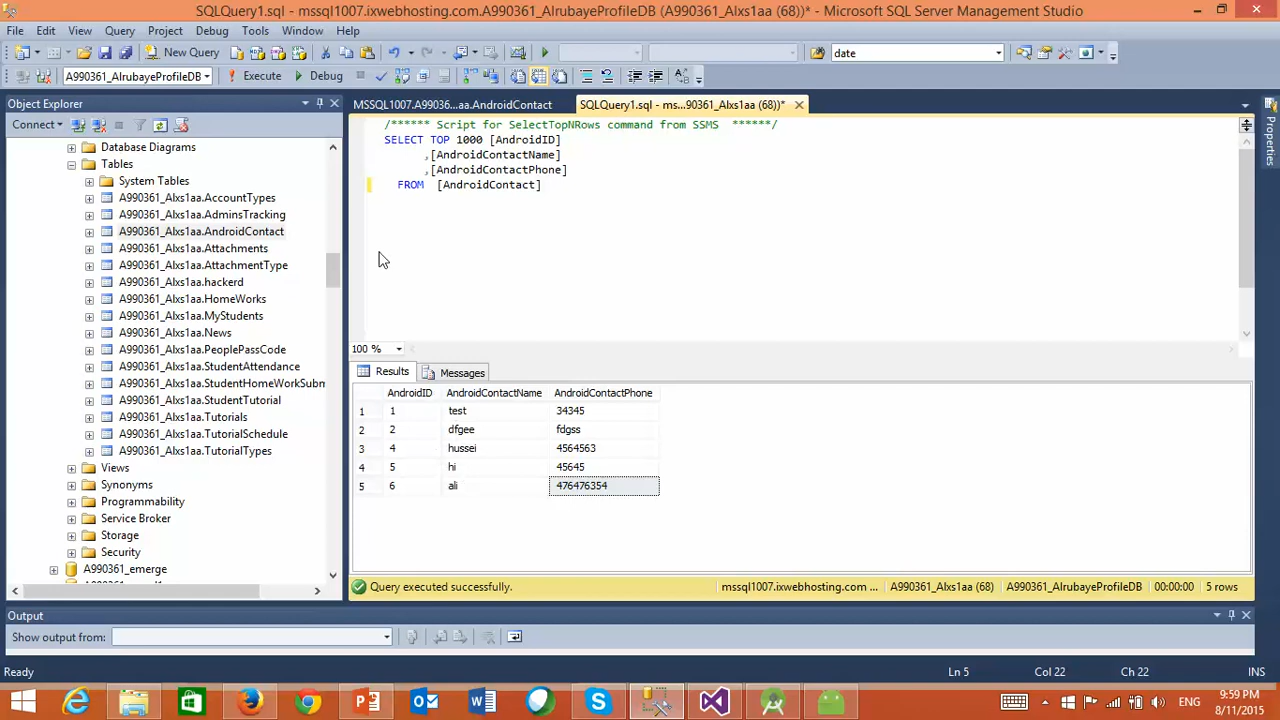 SQLQuery1.sql - mssql1007.ixwebhosting.com.A990361_AlrubayeProfileDB (A990361_Alxs1aa (68))* - Microsoft SQL Server Management Studio
File Edit View Query Project Debug Tools Window Help
New Query
date
A990361_AlrubayeProfileDB
Execute
Debug
Object Explorer
MSSQL1007.A99036...aa.AndroidContact
SQLQuery1.sql - ms...90361_Alxs1aa (68))*
Connect
Database Diagrams
Tables
System Tables
A990361_Alxs1aa.AccountTypes
A990361_Alxs1aa.AdminsTracking
A990361_Alxs1aa.AndroidContact
A990361_Alxs1aa.Attachments
A990361_Alxs1aa.AttachmentType
A990361_Alxs1aa.hackerd
A990361_Alxs1aa.HomeWorks
A990361_Alxs1aa.MyStudents
A990361_Alxs1aa.News
A990361_Alxs1aa.PeoplePassCode
A990361_Alxs1aa.StudentAttendance
A990361_Alxs1aa.StudentHomeWorkSubm
A990361_Alxs1aa.StudentTutorial
A990361_Alxs1aa.Tutorials
A990361_Alxs1aa.TutorialSchedule
A990361_Alxs1aa.TutorialTypes
Views
Synonyms
Programmability
Service Broker
Storage
Security
A990361_emerge
/****** Script for SelectTopNRows command from SSMS ******/
SELECT TOP 1000 [AndroidID]
,[AndroidContactName]
,[AndroidContactPhone]
FROM [AndroidContact]
100 %
Results Messages
AndroidID AndroidContactName AndroidContactPhone
1 1 test 34345
2 2 dfgee fdgss
3 4 hussei 4564563
4 5 hi 45645
5 6 ali 476476354
Query executed successfully.
mssql1007.ixwebhosting.com ... A990361_Alxs1aa (68) A990361_AlrubayeProfileDB 00:00:00 5 rows
Properties
Output
Show output from:
Ready
Ln 5 Col 22 Ch 22 INS
ENG
9:59 PM
8/11/2015